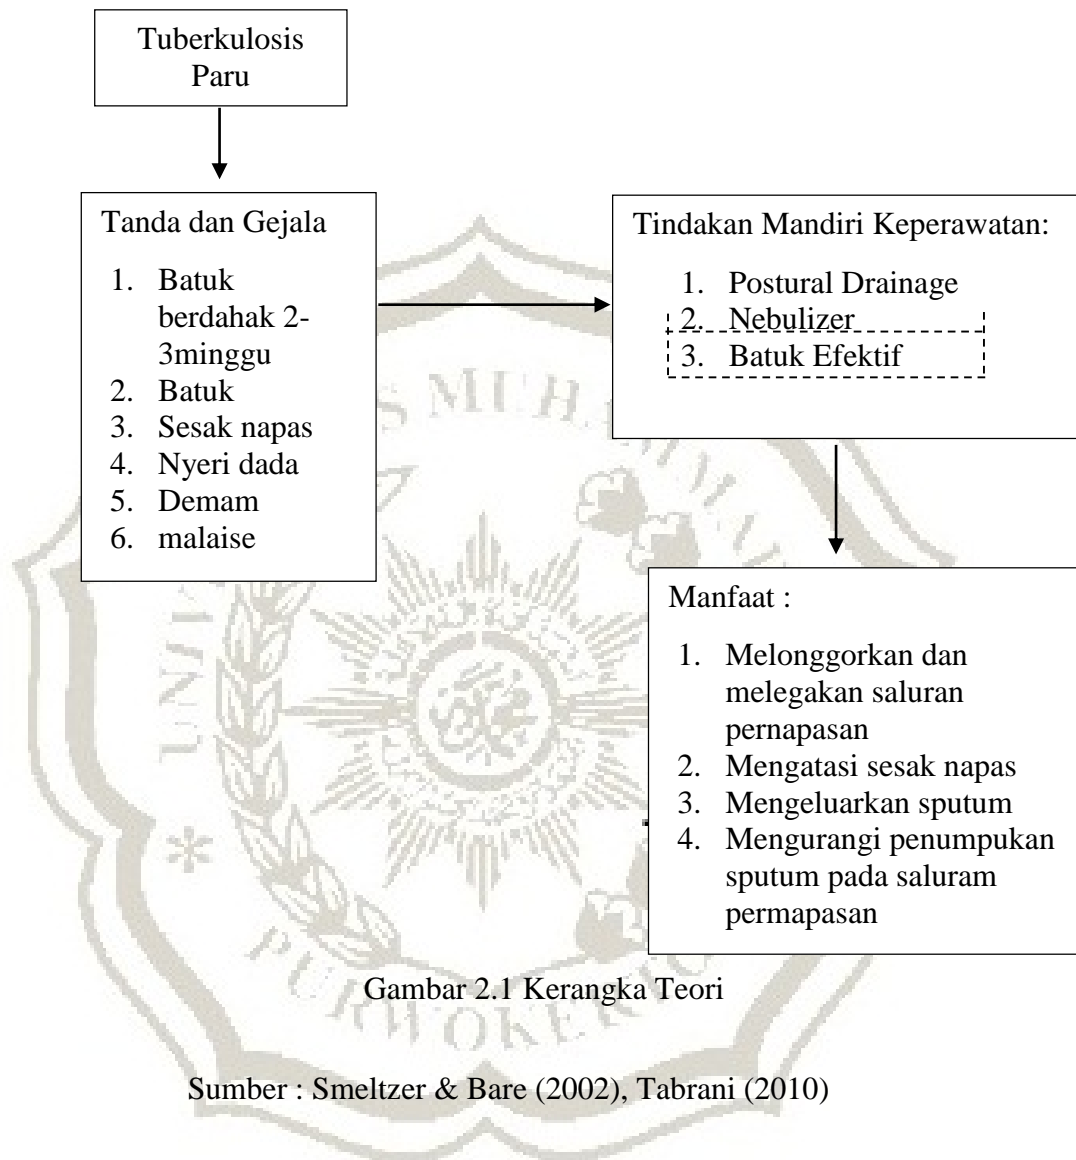 Tuberkulosis
Paru
Tanda dan Gejala
1. Batuk
berdahak 2-
3minggu
2. Batuk
3. Sesak napas
4. Nyeri dada
5. Demam
6. malaise
Tindakan Mandiri Keperawatan:
1. Postural Drainage
2. Nebulizer
3. Batuk Efektif
Manfaat :
1. Melonggorkan dan
melegakan saluran
pernapasan
2. Mengatasi sesak napas
3. Mengeluarkan sputum
4. Mengurangi penumpukan
sputum pada saluram
permapasan
Gambar 2.1 Kerangka Teori
Sumber : Smeltzer & Bare (2002), Tabrani (2010)
PURWOKERTO